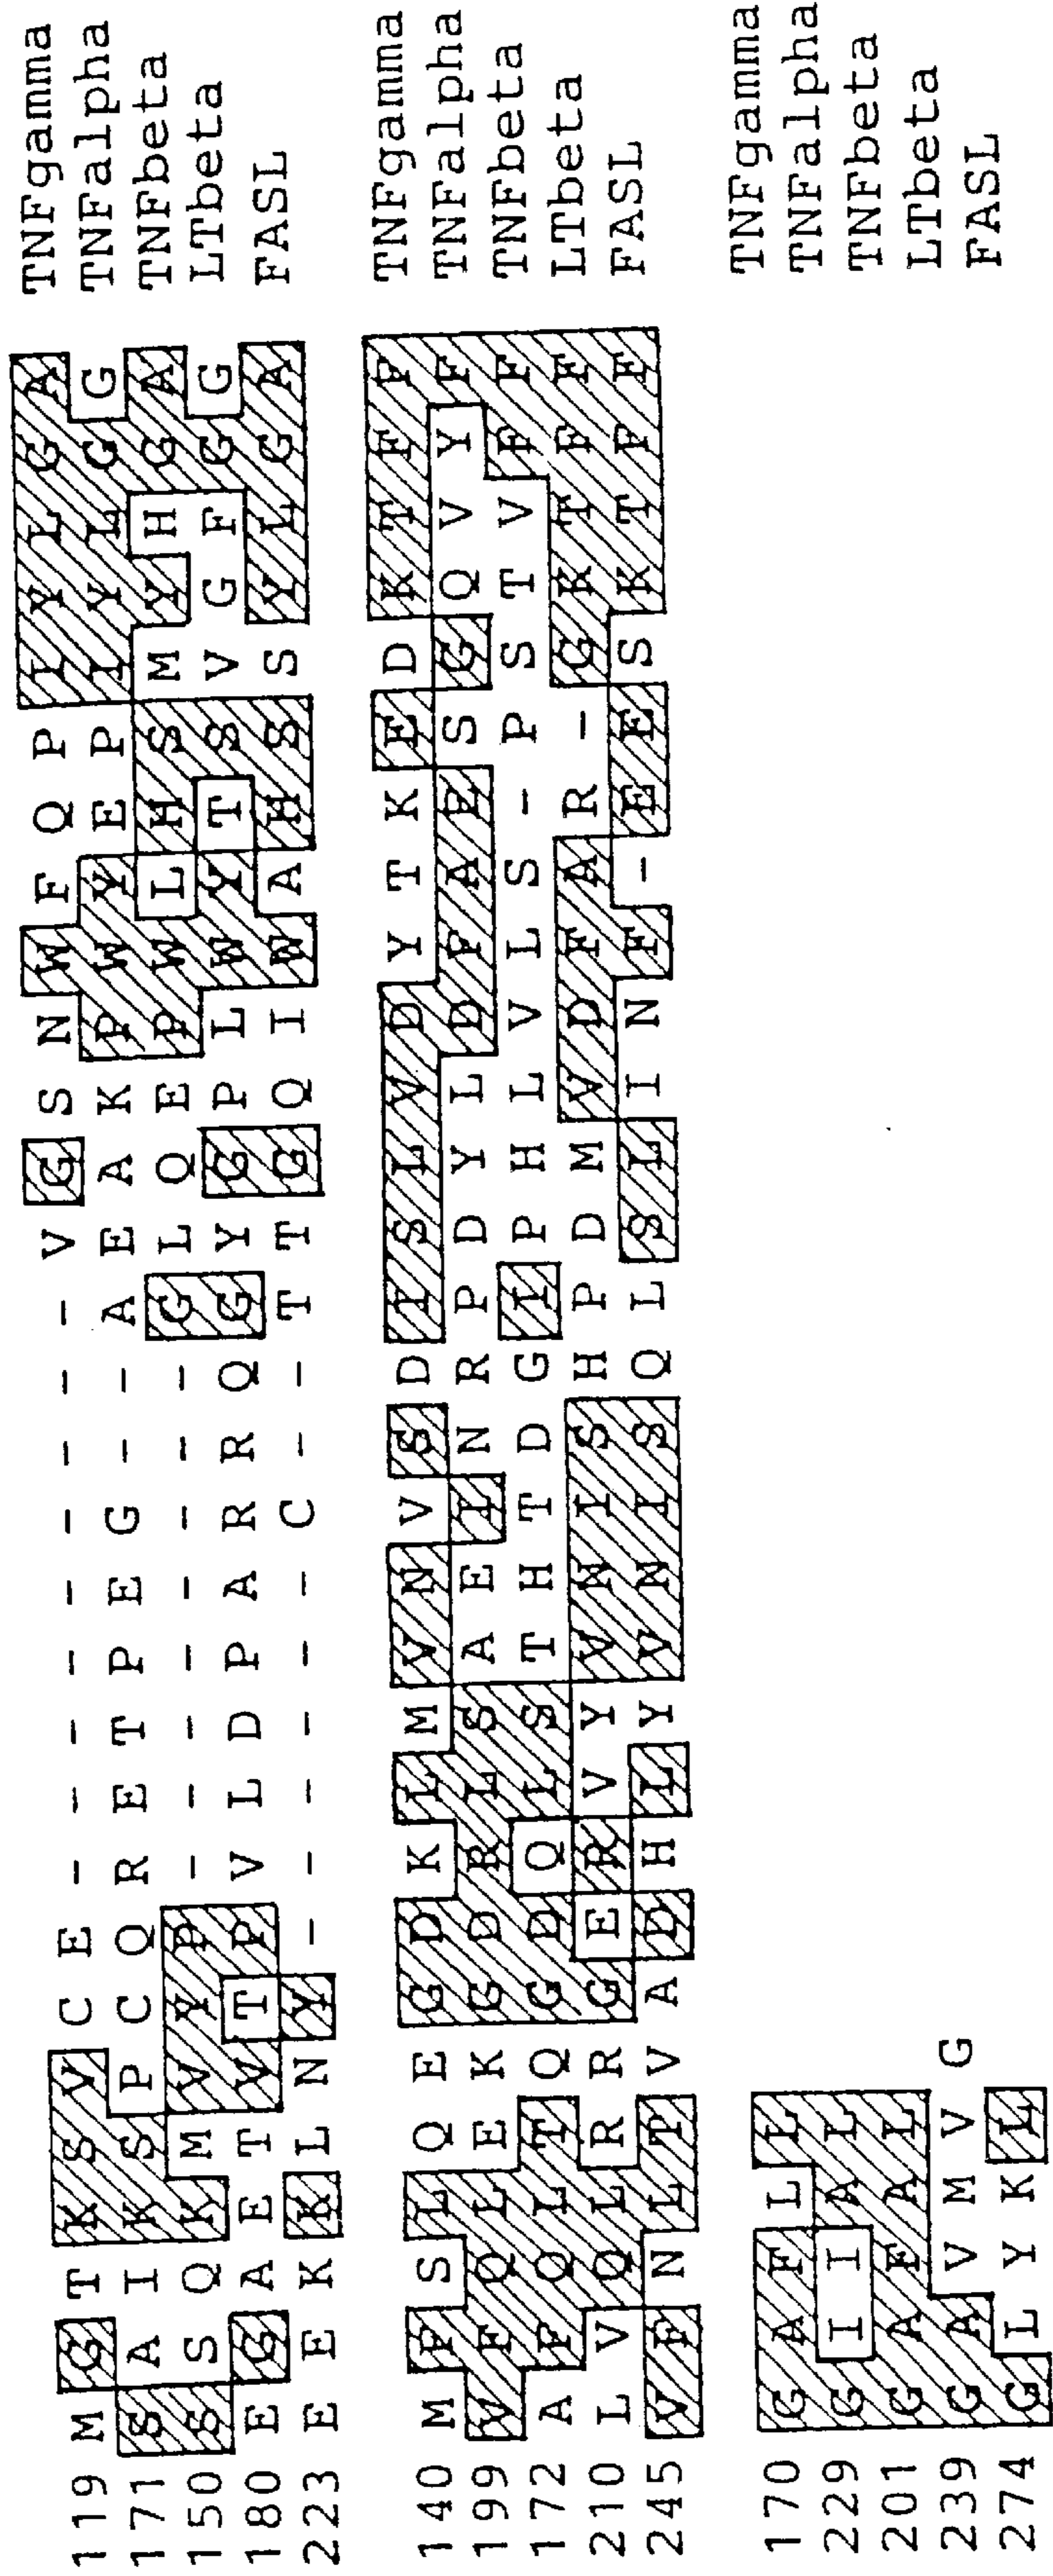 119 M G T K S V C E - - - - - - - - - V G S N W F Q P I Y L G A TNFgamma
171 S A I K S P C Q R E T P E G - - A E A K P W Y E P I Y L G G TNFalpha
150 S S Q K M V Y P - - - - - - - - G L Q E P W L H S M Y H G A TNFbeta
180 E G A E T V T P V L D P A R R Q G Y G P L W Y T S V G F G G LTbeta
223 E E K K L N Y - - - - - - C - - T T G Q I W A H S S Y L G A FASL
140 M F S L Q E G D K L M V N V S D I S L V D Y T K E D K T F F TNFgamma
199 V F Q L E K G D R L S A E I N R P D Y L D F A E S G Q V Y F TNFalpha
172 A F Q L T Q G D Q L S T H T D G I P H L V L S - P S T V F F TNFbeta
210 L V Q L R R G E R V Y V N I S H P D M V D F A R - G K T F F LTbeta
245 V F N L T V A D H L Y V N I S Q L S L I N F - E E S K T F F FASL
170 G A F L L TNFgamma
229 G I I A L TNFalpha
201 G A F A L TNFbeta
239 G A V M V G LTbeta
274 G L Y K L FASL